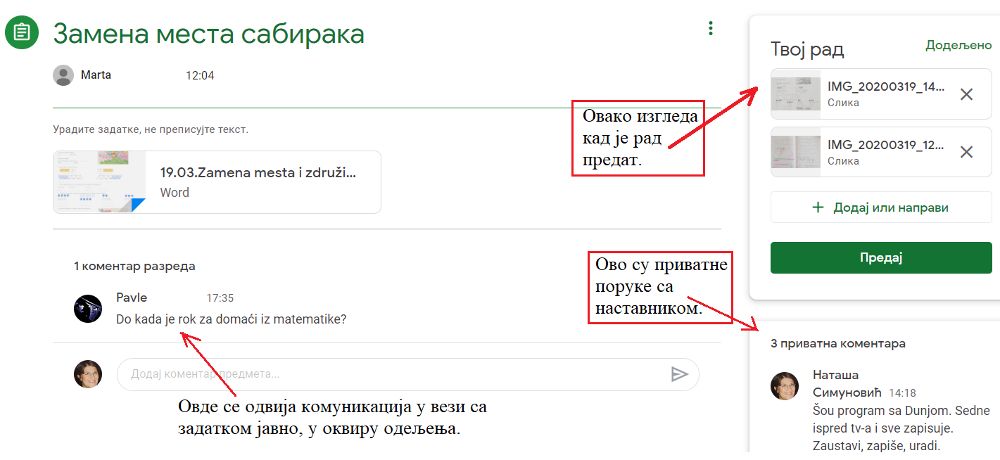 Замена места сабирака
Marta 12:04
Урадите задатке, не преписујте текст.
19.03.Zamena mesta i združi...
Word
1 коментар разреда
Pavle 17:35
Do kada je rok za domaći iz matematike?
Додај коментар предмета...
Овде се одвија комуникација у вези са
задатком јавно, у оквиру одељења.
Овако изгледа
кад је рад
предат.
Ово су приватне
поруке са
наставником.
Твој рад
Додељено
IMG_20200319_14...
Слика
IMG_20200319_12...
Слика
+ Додај или направи
Предај
3 приватна коментара
Наташа
Симуновић 14:18
Šou program sa Dunjom. Sedne
ispred tv-a i sve zapisuje.
Zaustavi, zapiše, uradi.